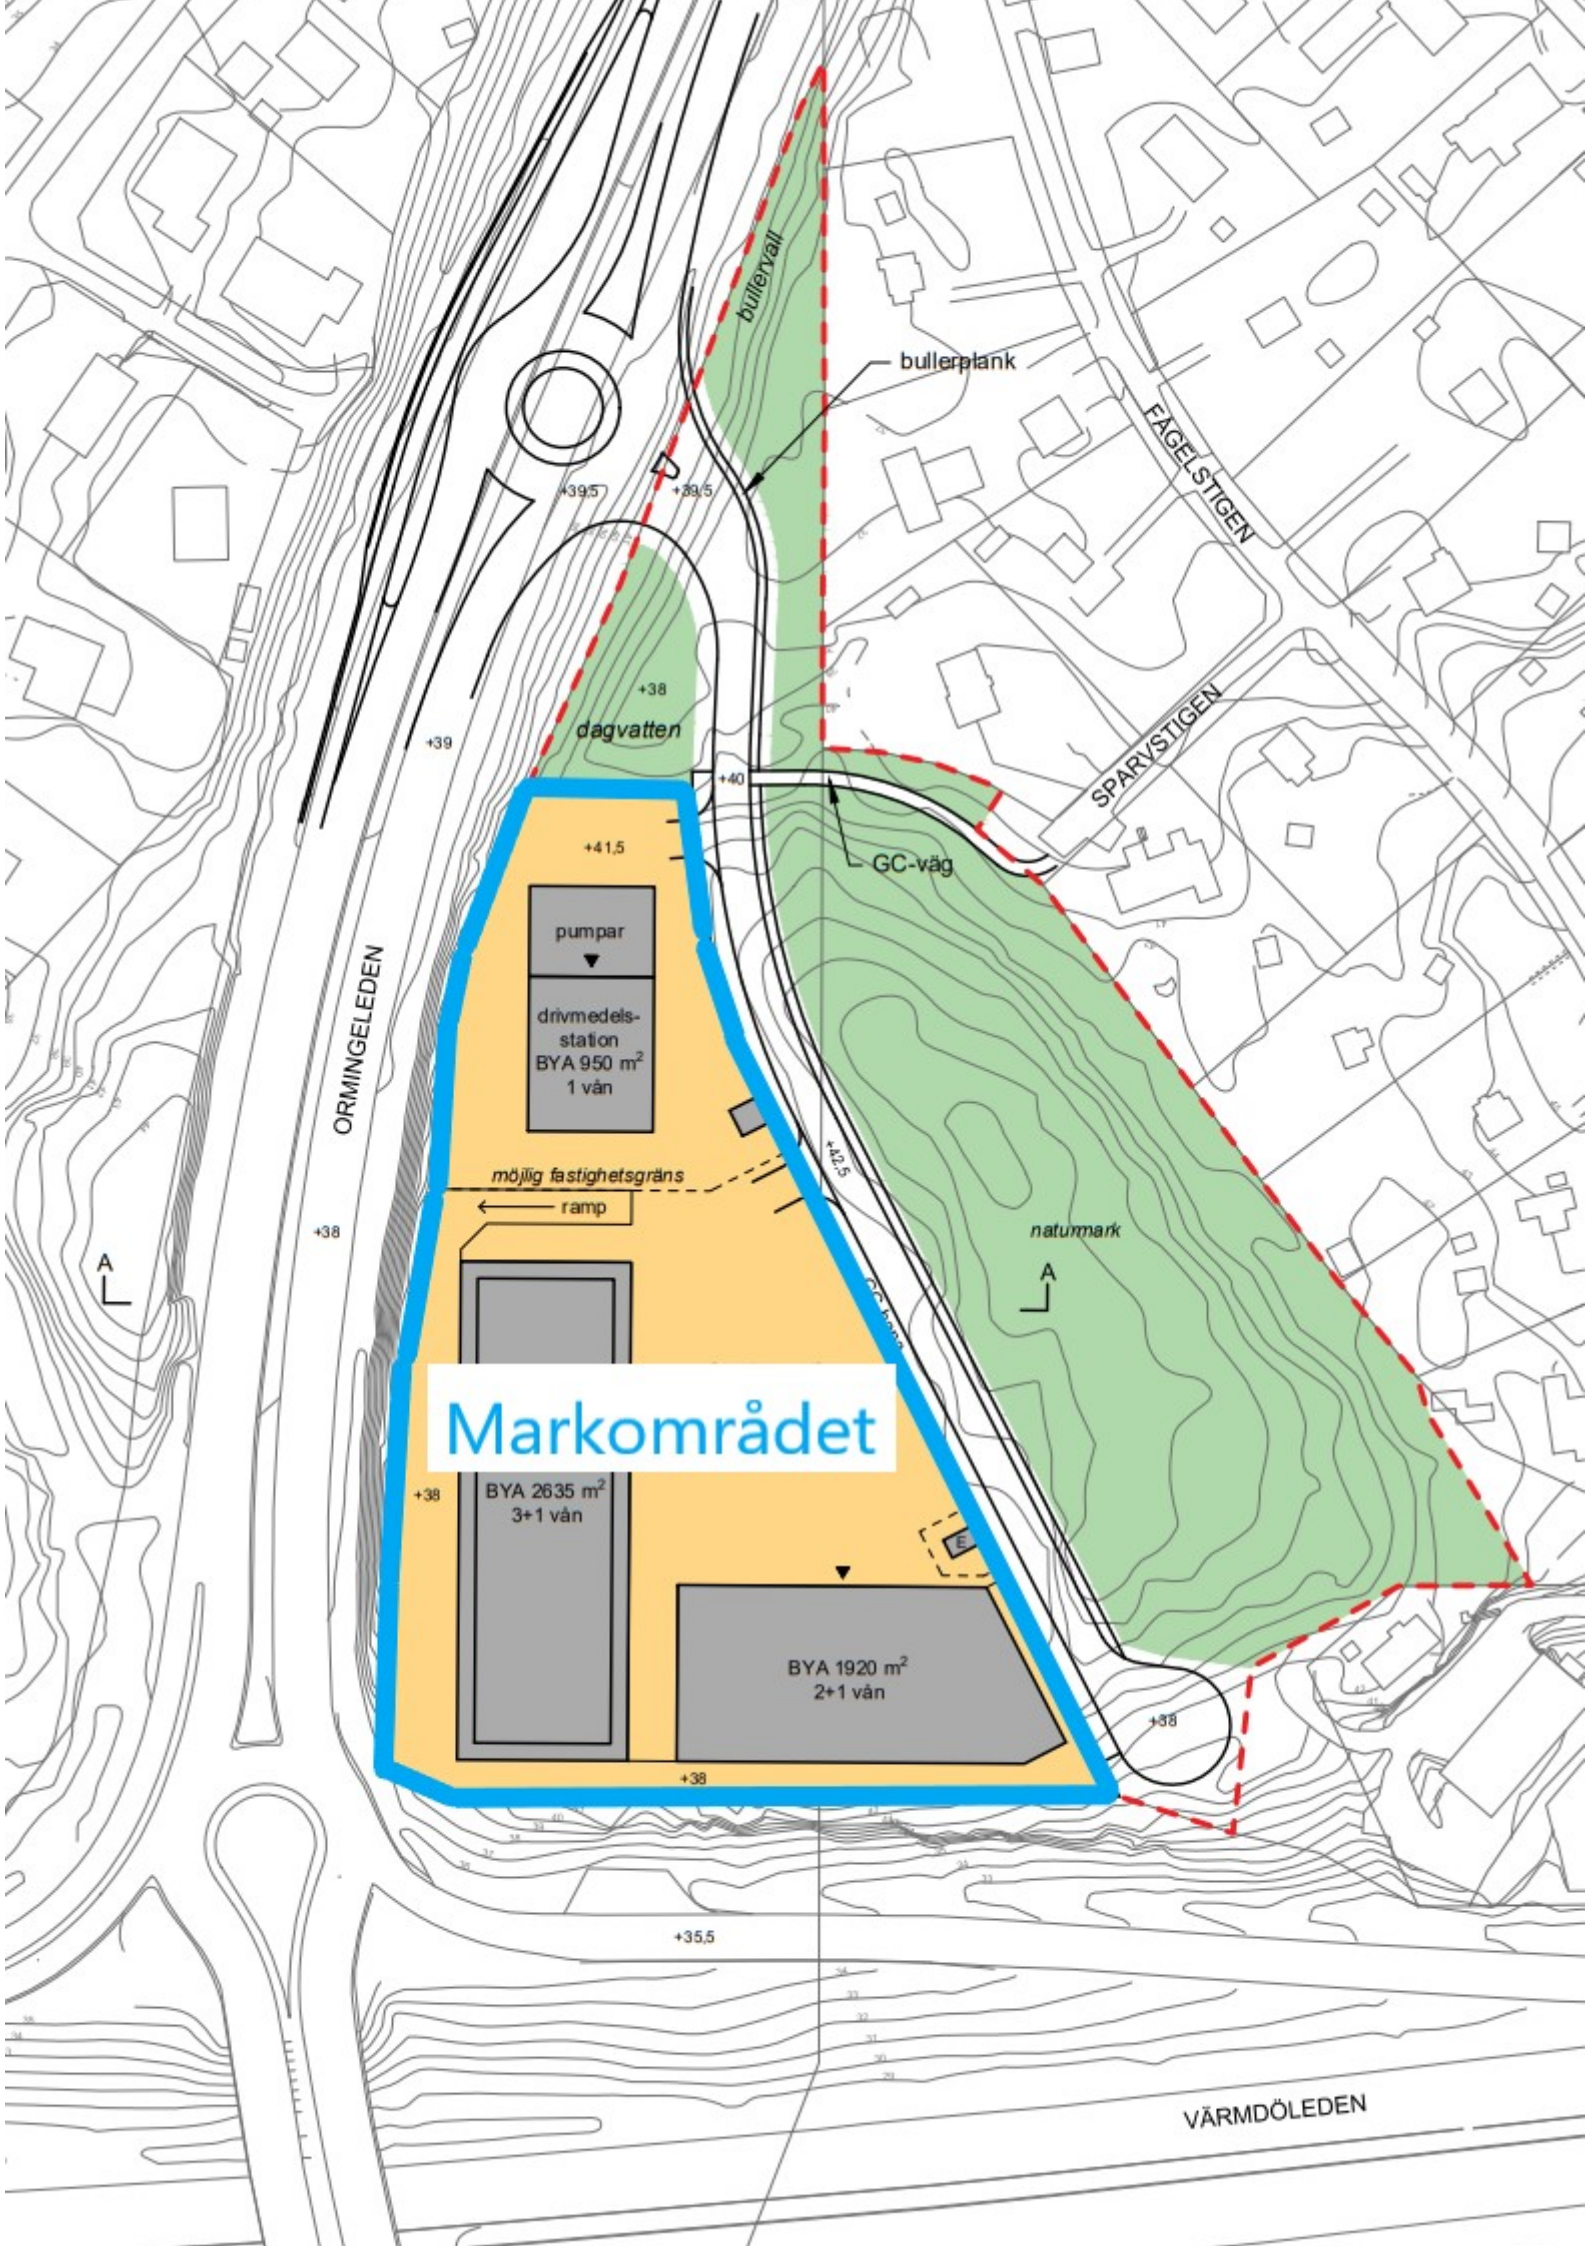 bullervall
bullerplank
FÅGELSTIGEN
+39,5
+39,5
+38
dagvatten
+39
SPARVSTIGEN
+40
+41,5
GC-väg
pumpar
ORMINGELEDEN
drivmedels-
station
BYA 950 m²
1 vån
+42,5
möjlig fastighetsgräns
ramp
+38
naturmark
A
A
Markområdet
BYA 2635 m²
3+1 vån
+38
E
BYA 1920 m²
2+1 vån
+38
+38
+35,5
VÄRMDÖLEDEN